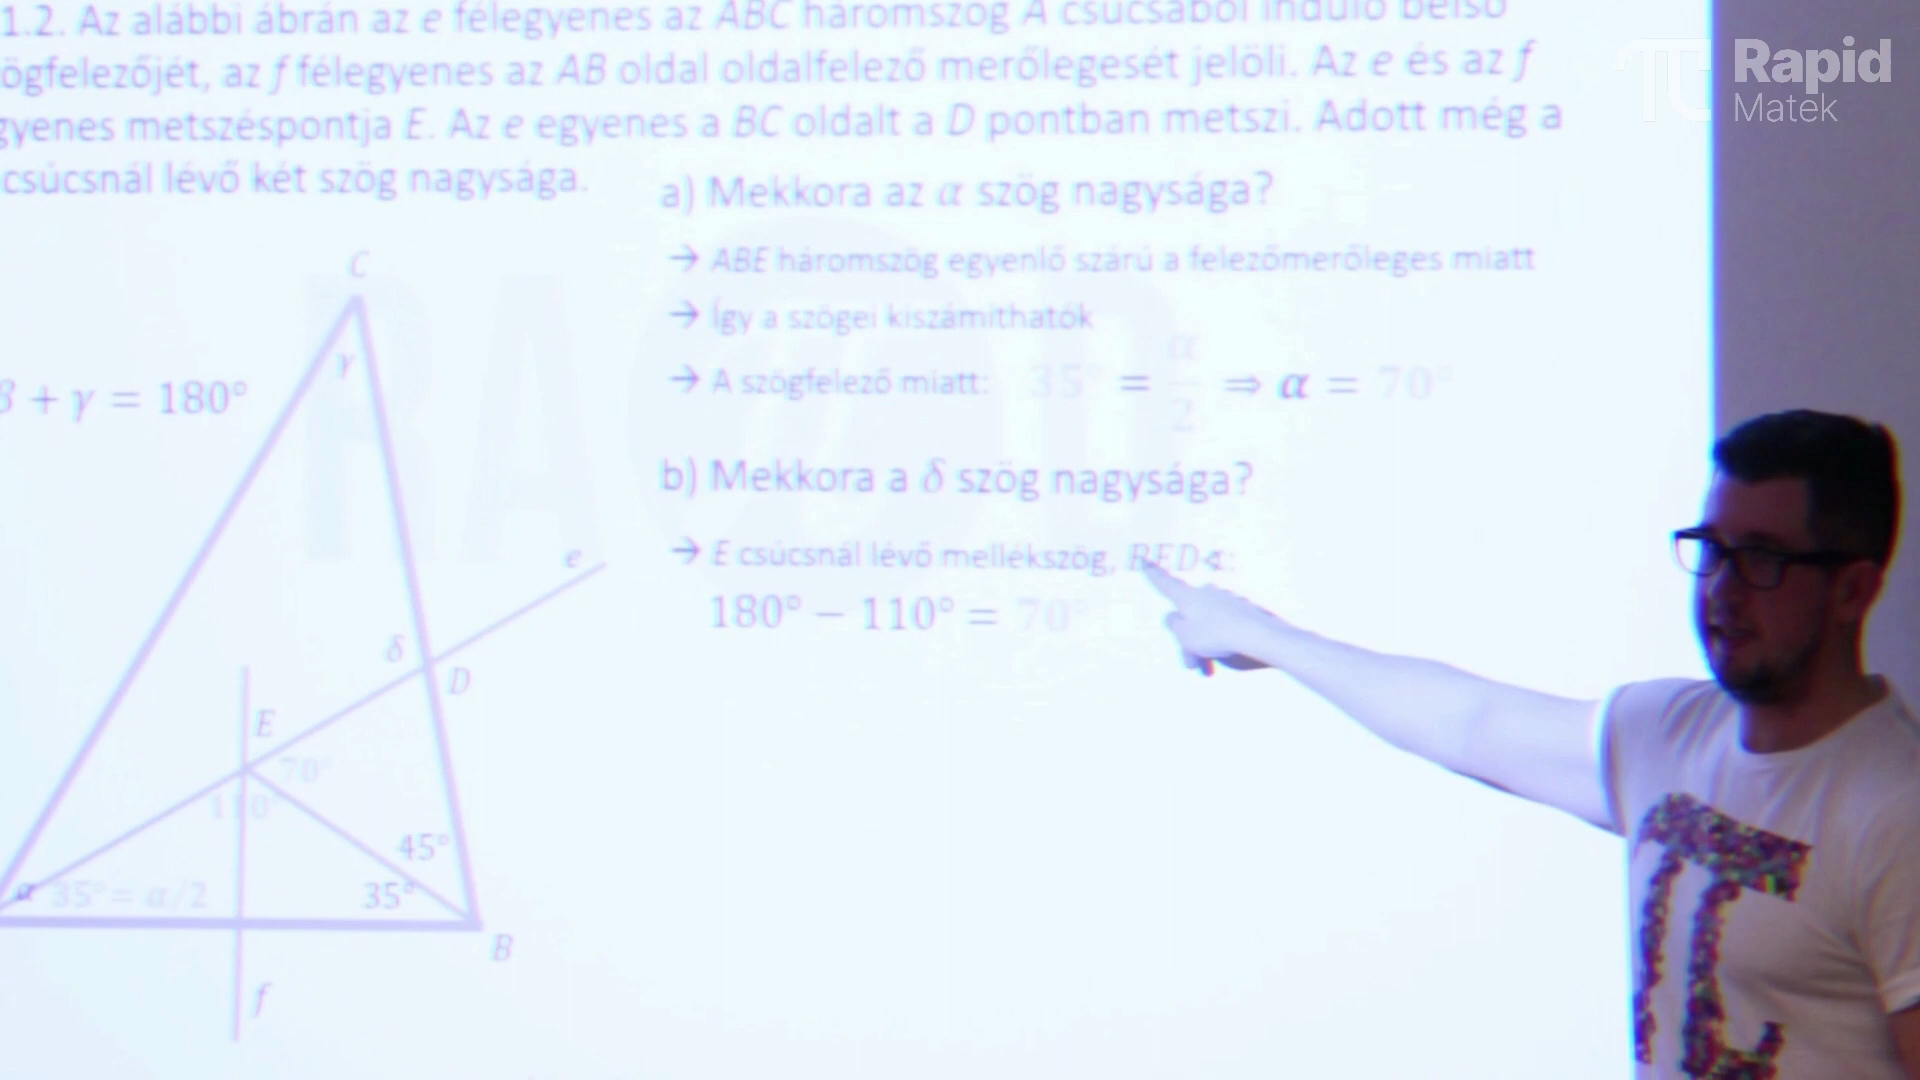 1.2. Az alábbi ábrán az e félegyenes az ABC háromszög A csúcsából induló belső
ögfelezőjét, az f félegyenes az AB oldal oldalfelező merőlegesét jelöli. Az e és az f
gyenes metszéspontja E. Az e egyenes a BC oldalt a D pontban metszi. Adott még a
csúcsnál lévő két szög nagysága.
a) Mekkora az α szög nagysága?
→ ABE háromszög egyenlő szárú a felezőmerőleges miatt
→ Így a szögei kiszámíthatók
→ A szögfelező miatt: 35° = α/2 ⇒ α = 70°
b) Mekkora a δ szög nagysága?
→ E csúcsnál lévő mellékszög, BED∢:
180° − 110° = 70°
β + γ = 180°
C
γ
e
δ
D
E
70°
110°
45°
α 35° = α/2
35°
B
f
Rapid
Matek